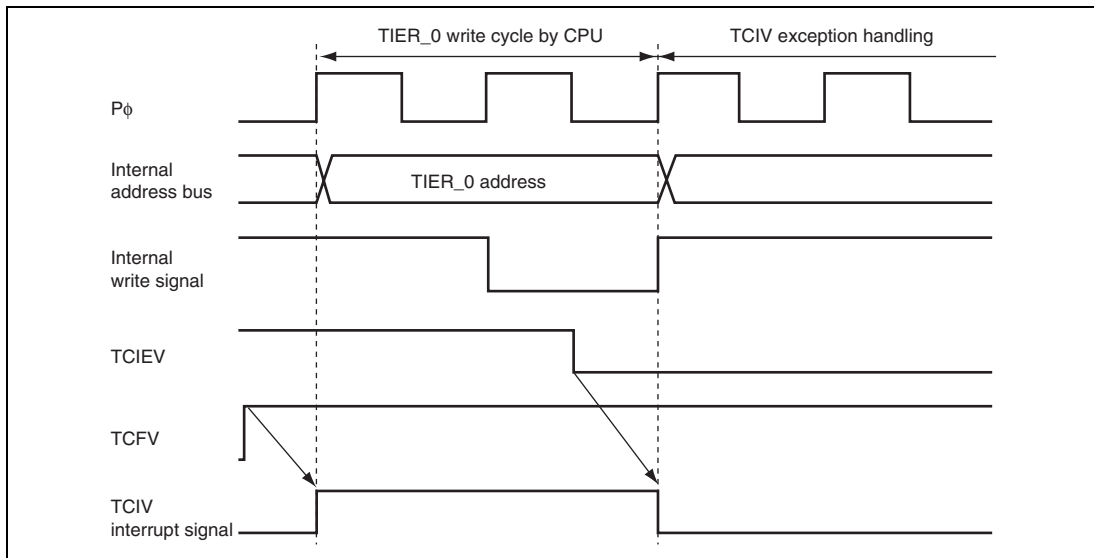 TIER_0 write cycle by CPU
TCIV exception handling
Pϕ
Internal
address bus
TIER_0 address
Internal
write signal
TCIEV
TCFV
TCIV
interrupt signal